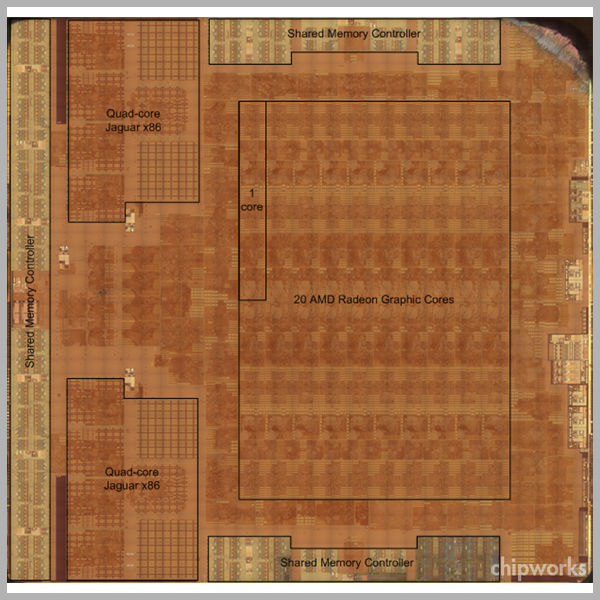 Shared Memory Controller
Quad-core
Jaguar x86
1
core
Shared Memory Controller
20 AMD Radeon Graphic Cores
Quad-core
Jaguar x86
Shared Memory Controller
chipworks